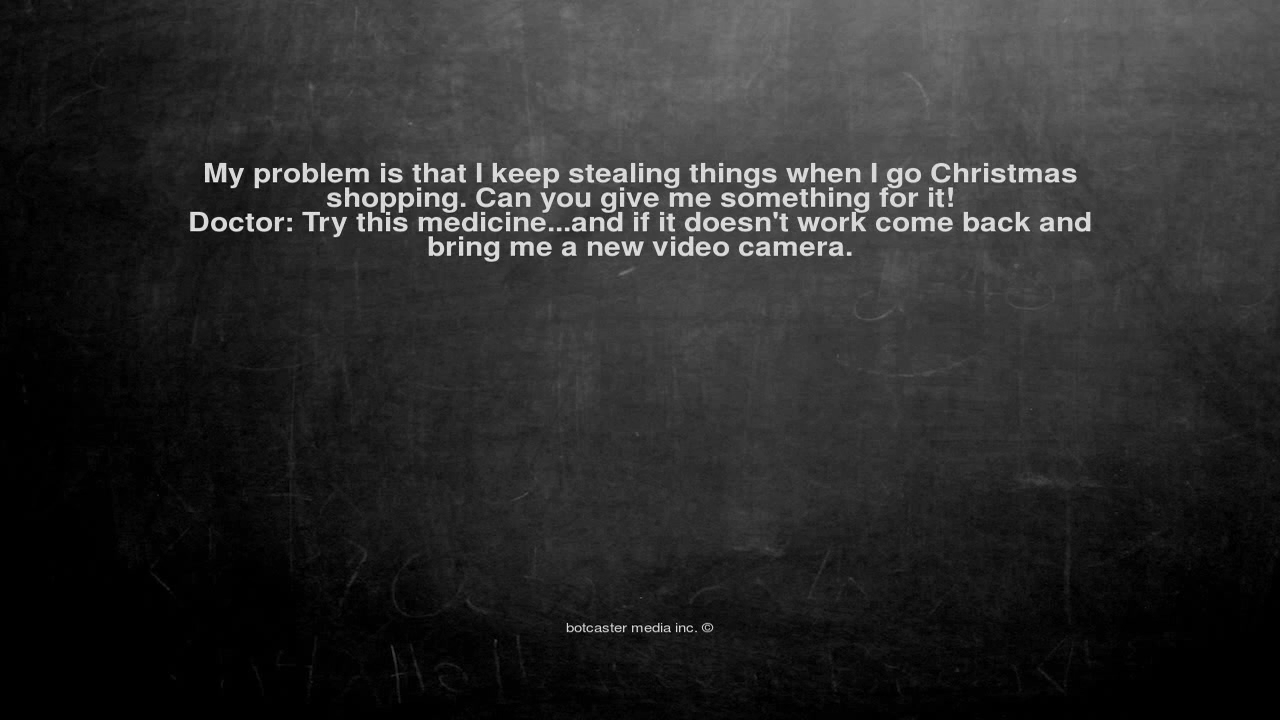 My problem is that I keep stealing things when I go Christmas
shopping. Can you give me something for it!
Doctor: Try this medicine...and if it doesn't work come back and
bring me a new video camera.
botcaster media inc. ©